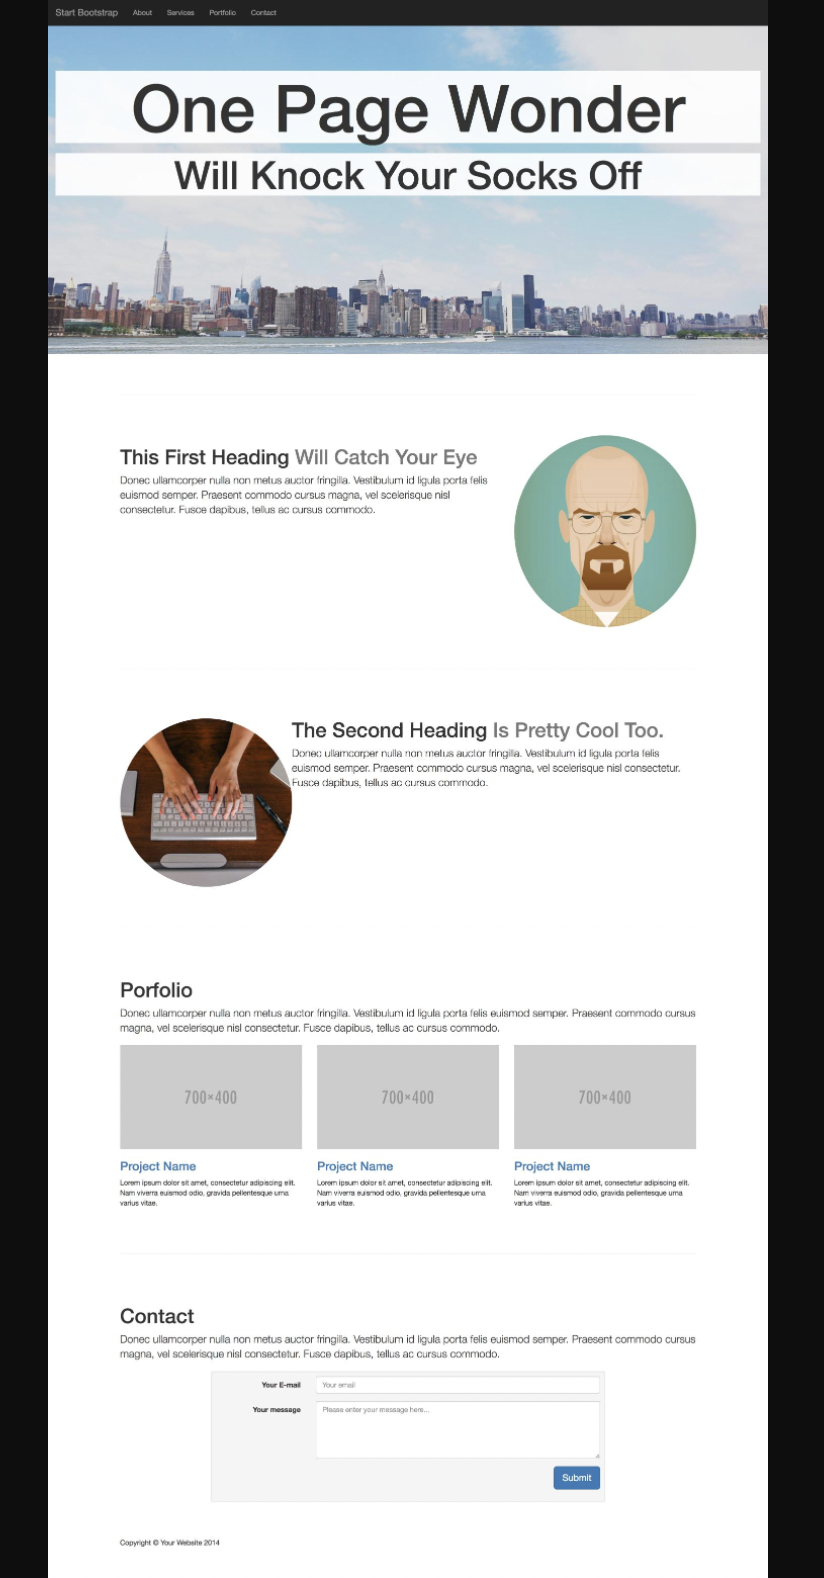 Start Bootstrap About Services Portfolio Contact
One Page Wonder
Will Knock Your Socks Off
This First Heading Will Catch Your Eye
Donec ullamcorper nulla non metus auctor fringilla. Vestibulum id ligula porta felis
euismod semper. Praesent commodo cursus magna, vel scelerisque nisl
consectetur. Fusce dapibus, tellus ac cursus commodo.
The Second Heading Is Pretty Cool Too.
Donec ullamcorper nulla non metus auctor fringilla. Vestibulum id ligula porta felis
euismod semper. Praesent commodo cursus magna, vel scelerisque nisl consectetur.
Fusce dapibus, tellus ac cursus commodo.
Porfolio
Donec ullamcorper nulla non metus auctor fringilla. Vestibulum id ligula porta felis euismod semper. Praesent commodo cursus
magna, vel scelerisque nisl consectetur. Fusce dapibus, tellus ac cursus commodo.
700×400
Project Name
Lorem ipsum dolor sit amet, consectetur adipiscing elit.
Nam viverra euismod odio, gravida pellentesque urna
varius vitae.
700×400
Project Name
Lorem ipsum dolor sit amet, consectetur adipiscing elit.
Nam viverra euismod odio, gravida pellentesque urna
varius vitae.
700×400
Project Name
Lorem ipsum dolor sit amet, consectetur adipiscing elit.
Nam viverra euismod odio, gravida pellentesque urna
varius vitae.
Contact
Donec ullamcorper nulla non metus auctor fringilla. Vestibulum id ligula porta felis euismod semper. Praesent commodo cursus
magna, vel scelerisque nisl consectetur. Fusce dapibus, tellus ac cursus commodo.
Your E-mail Your email
Your message Please enter your message here...
Submit
Copyright © Your Website 2014